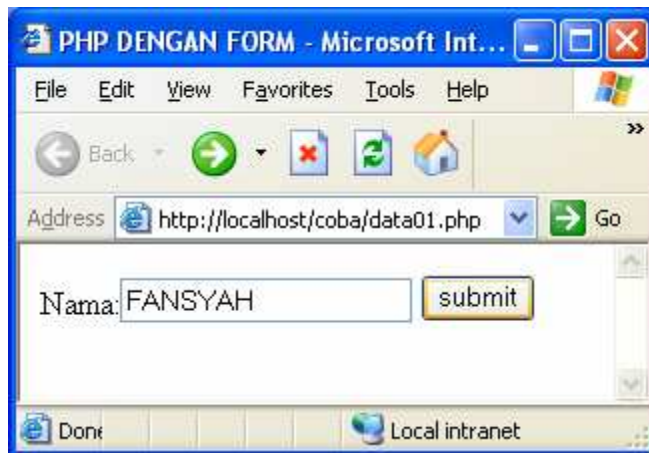 PHP DENGAN FORM - Microsoft Int...
File Edit View Favorites Tools Help
Back »
Address http://localhost/coba/data01.php Go
Nama: FANSYAH submit
Done Local intranet